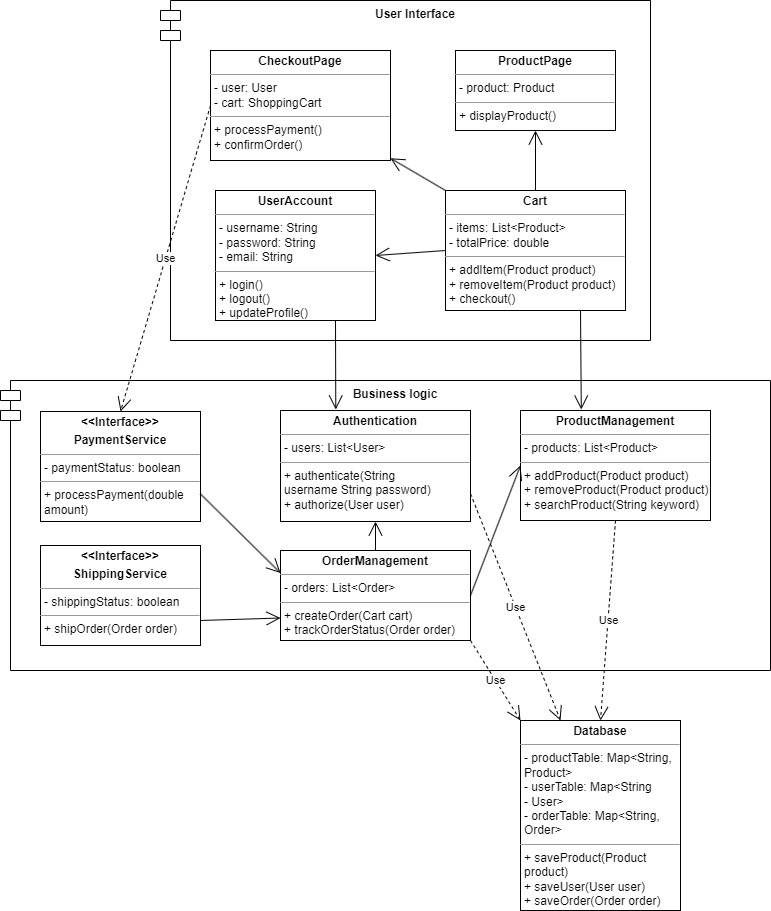 User Interface
CheckoutPage
- user: User
- cart: ShoppingCart
+ processPayment()
+ confirmOrder()
ProductPage
- product: Product
+ displayProduct()
UserAccount
- username: String
- password: String
- email: String
+ login()
+ logout()
+ updateProfile()
Cart
- items: List<Product>
- totalPrice: double
+ addItem(Product product)
+ removeItem(Product product)
+ checkout()
Use
Business logic
<<Interface>>
PaymentService
- paymentStatus: boolean
+ processPayment(double
amount)
Authentication
- users: List<User>
+ authenticate(String
username String password)
+ authorize(User user)
ProductManagement
- products: List<Product>
+ addProduct(Product product)
+ removeProduct(Product product)
+ searchProduct(String keyword)
<<Interface>>
ShippingService
- shippingStatus: boolean
+ shipOrder(Order order)
OrderManagement
- orders: List<Order>
+ createOrder(Cart cart)
+ trackOrderStatus(Order order)
Use
Use
Use
Database
- productTable: Map<String,
Product>
- userTable: Map<String
- User>
- orderTable: Map<String,
Order>
+ saveProduct(Product
product)
+ saveUser(User user)
+ saveOrder(Order order)